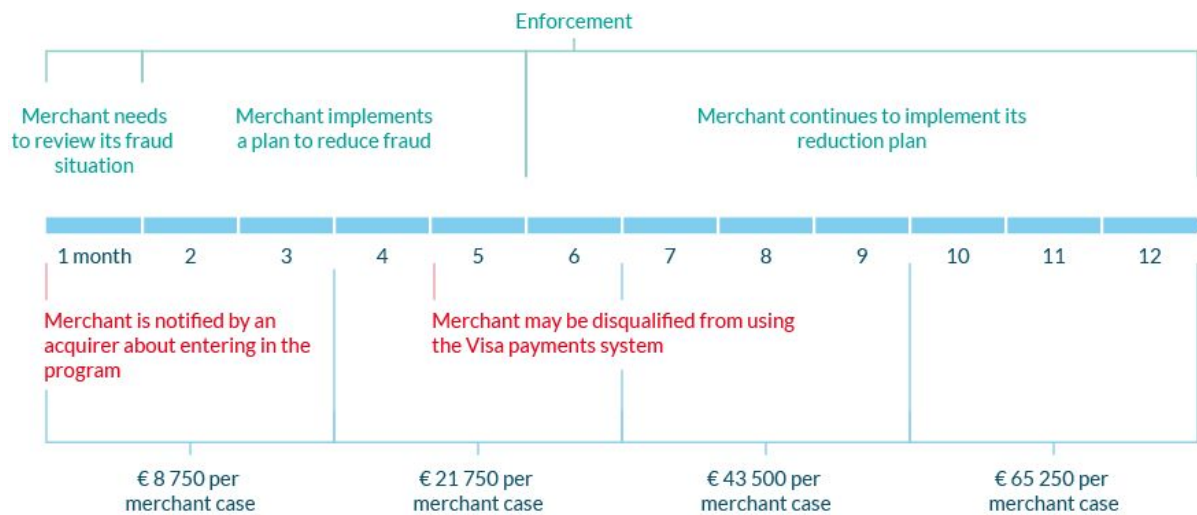 Enforcement
Merchant needs
to review its fraud
situation
Merchant implements
a plan to reduce fraud
Merchant continues to implement its
reduction plan
1 month 2 3 4 5 6 7 8 9 10 11 12
Merchant is notified by an
acquirer about entering in the
program
Merchant may be disqualified from using
the Visa payments system
€ 8 750 per
merchant case
€ 21 750 per
merchant case
€ 43 500 per
merchant case
€ 65 250 per
merchant case